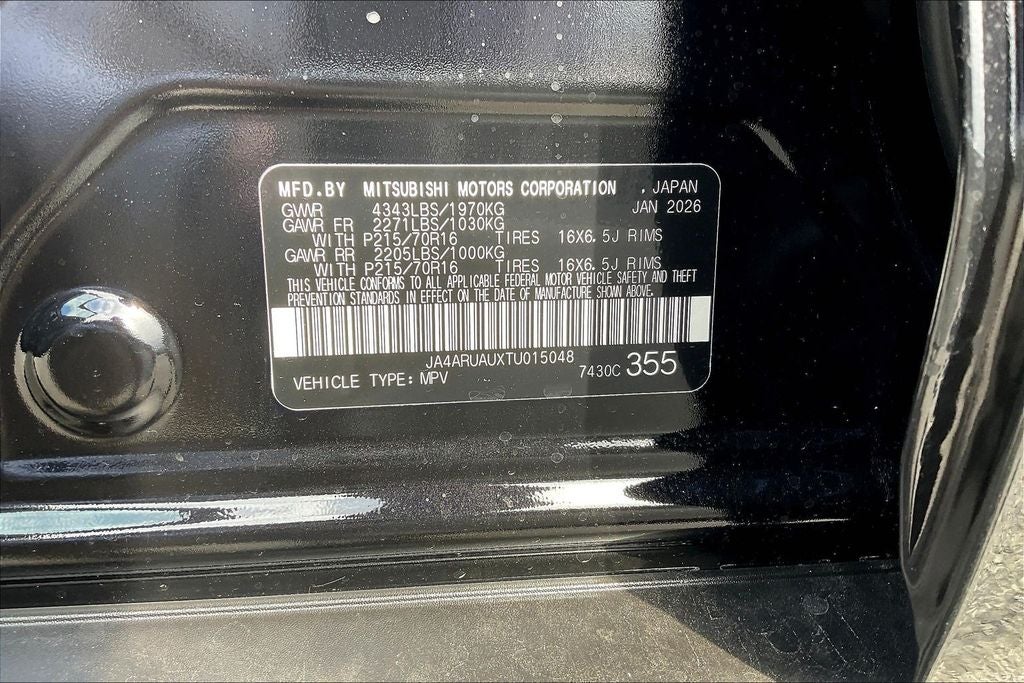 MFD.BY MITSUBISHI MOTORS CORPORATION . JAPAN
GWR 4343LBS/1970KG JAN 2026
GAWR FR 2271LBS/1030KG
WITH P215/70R16 TIRES 16X6.5J RIMS
GAWR RR 2205LBS/1000KG
WITH P215/70R16 TIRES 16X6.5J RIMS
THIS VEHICLE CONFORMS TO ALL APPLICABLE FEDERAL MOTOR VEHICLE SAFETY AND THEFT
PREVENTION STANDARDS IN EFFECT ON THE DATE OF MANUFACTURE SHOWN ABOVE.
JA4ARUAUXTU015048
VEHICLE TYPE: MPV 7430C 355